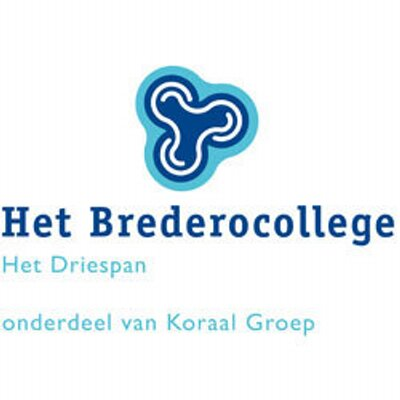 Het Brederocollege
Het Driespan
onderdeel van Koraal Groep